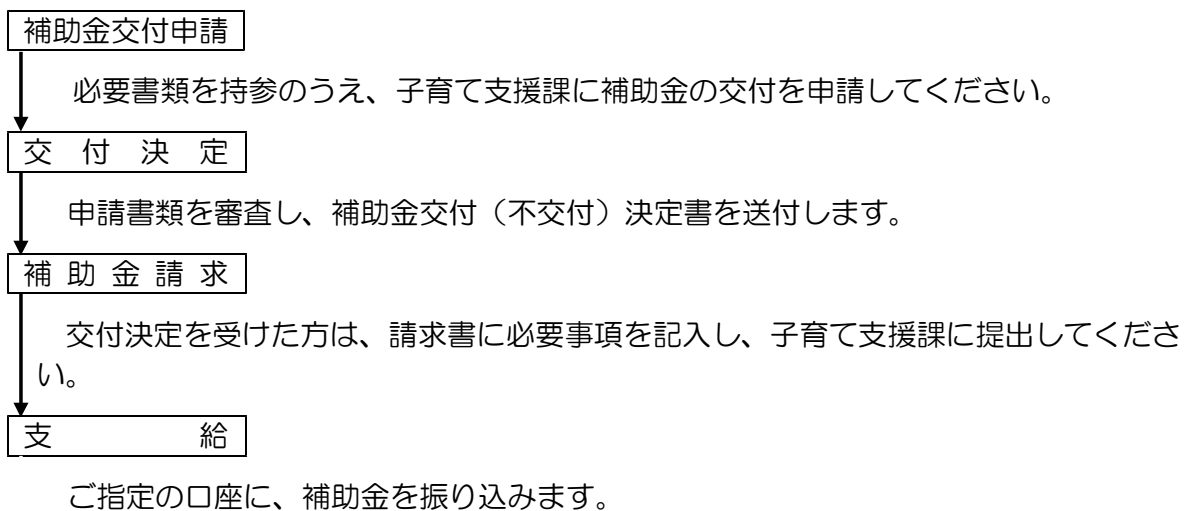 補助金交付申請
必要書類を持参のうえ、子育て支援課に補助金の交付を申請してください。
交　付　決　定
申請書類を審査し、補助金交付（不交付）決定書を送付します。
補 助 金 請 求
交付決定を受けた方は、請求書に必要事項を記入し、子育て支援課に提出してくださ
い。
支　　　　　給
ご指定の口座に、補助金を振り込みます。